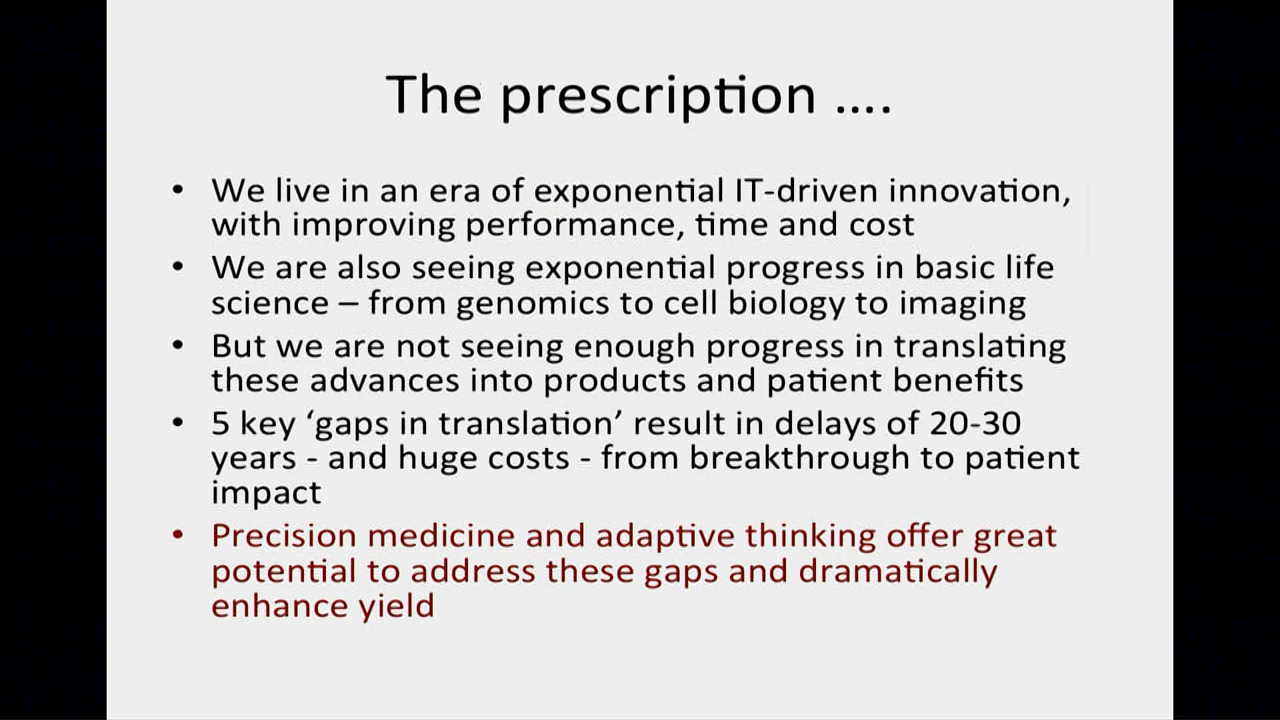 The prescription ....
• We live in an era of exponential IT-driven innovation,
with improving performance, time and cost
• We are also seeing exponential progress in basic life
science – from genomics to cell biology to imaging
• But we are not seeing enough progress in translating
these advances into products and patient benefits
• 5 key ‘gaps in translation’ result in delays of 20-30
years - and huge costs - from breakthrough to patient
impact
• Precision medicine and adaptive thinking offer great
potential to address these gaps and dramatically
enhance yield